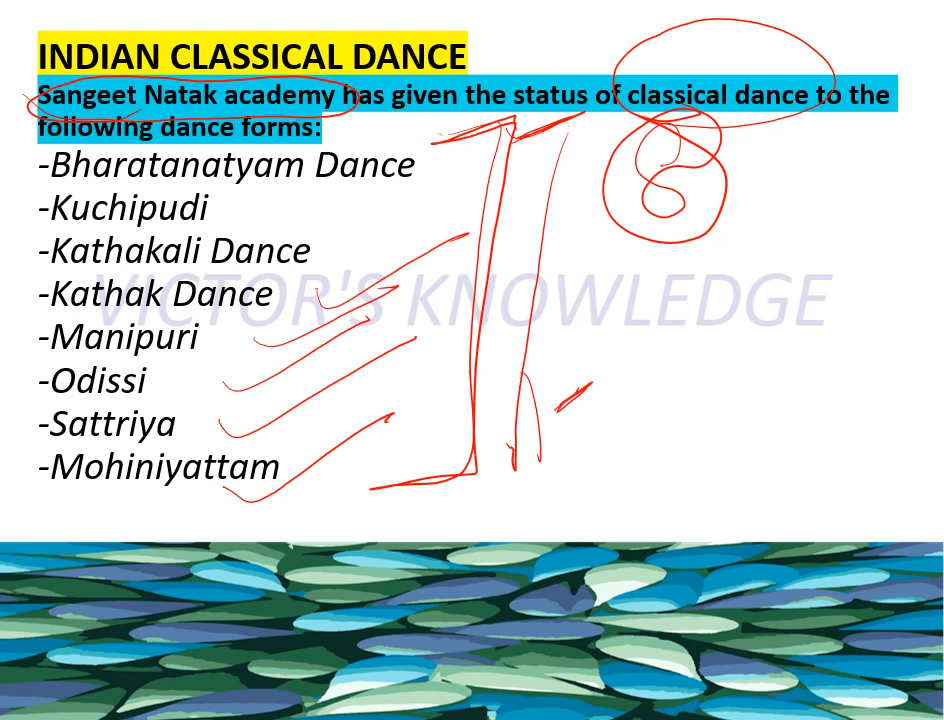 INDIAN CLASSICAL DANCE
Sangeet Natak academy has given the status of classical dance to the
following dance forms:
-Bharatanatyam Dance
-Kuchipudi
-Kathakali Dance
-Kathak Dance
VICTOR'S KNOWLEDGE
-Manipuri
-Odissi
-Sattriya
-Mohiniyattam
8